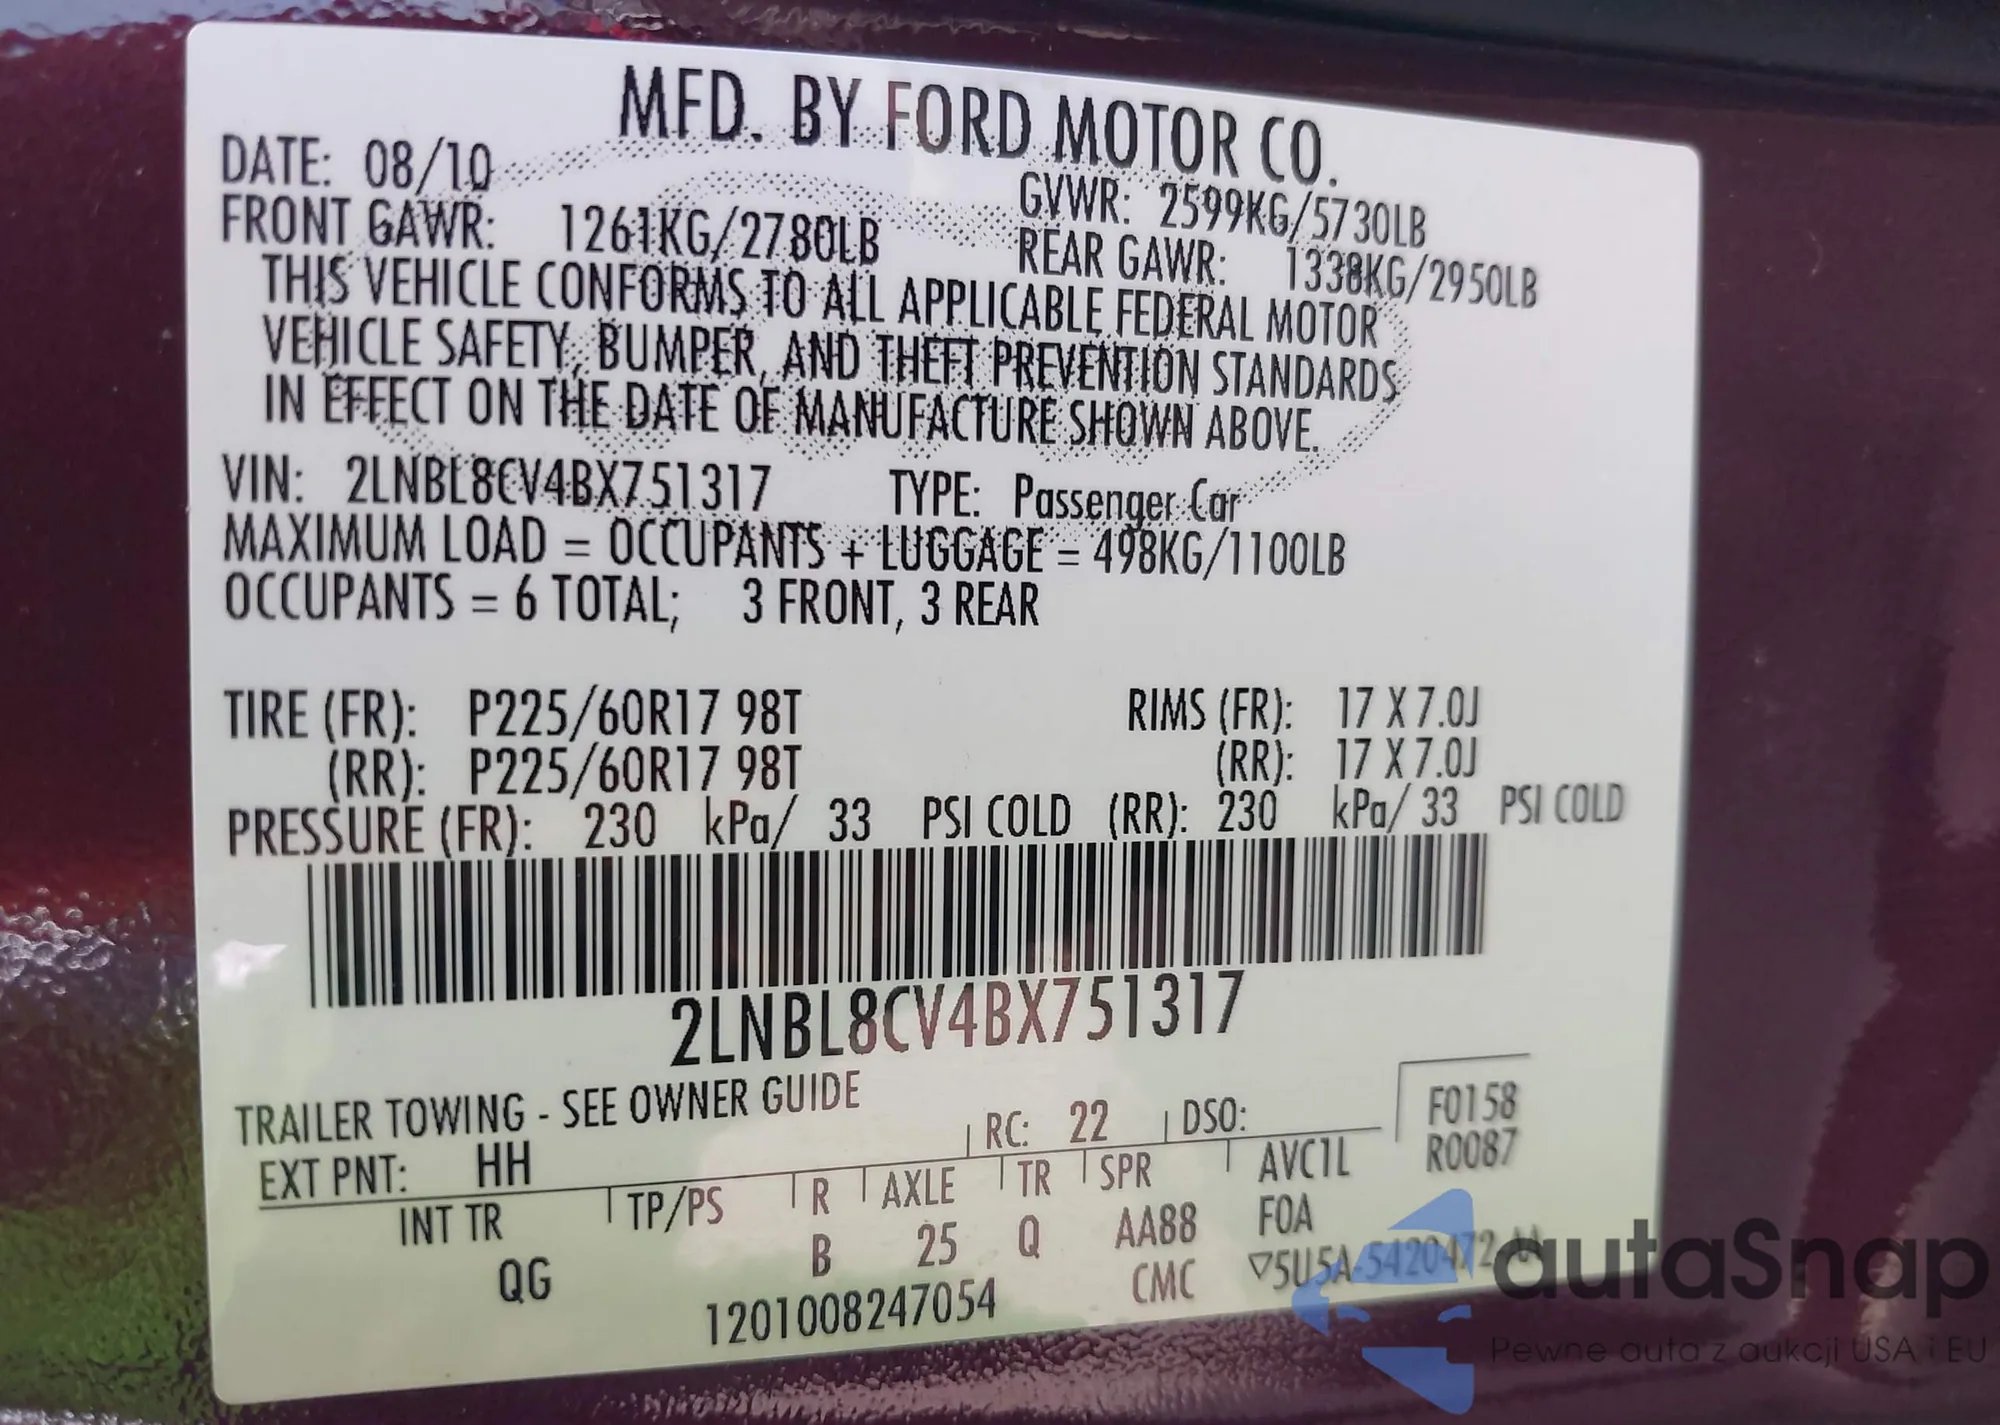 MFD. BY FORD MOTOR CO.
DATE: 08/10
GVWR: 2599KG/5730LB
FRONT GAWR: 1261KG/2780LB
REAR GAWR: 1338KG/2950LB
THIS VEHICLE CONFORMS TO ALL APPLICABLE FEDERAL MOTOR
VEHICLE SAFETY, BUMPER, AND THEFT PREVENTION STANDARDS
IN EFFECT ON THE DATE OF MANUFACTURE SHOWN ABOVE.
VIN: 2LNBL8CV4BX751317 TYPE: Passenger Car
MAXIMUM LOAD = OCCUPANTS + LUGGAGE = 498KG/1100LB
OCCUPANTS = 6 TOTAL; 3 FRONT, 3 REAR
TIRE (FR): P225/60R17 98T RIMS (FR): 17 X 7.0J
(RR): P225/60R17 98T (RR): 17 X 7.0J
PRESSURE (FR): 230 kPa/ 33 PSI COLD (RR): 230 kPa/ 33 PSI COLD
2LNBL8CV4BX751317
TRAILER TOWING - SEE OWNER GUIDE
EXT PNT: HH RC: 22 DSO: F0158
R0087
INT TR TP/PS R AXLE TR SPR AVC1L
QG B 25 Q AA88 FOA
1201008247054 CMC ▽5U5A-5420472-AA
autaSnap
Pewne auta z aukcji USA i EU